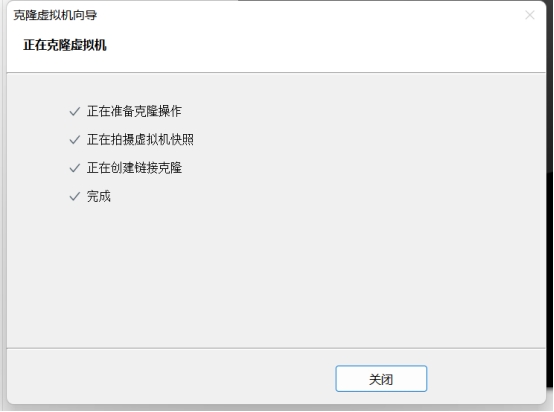 克隆虚拟机向导
正在克隆虚拟机
正在准备克隆操作
正在拍摄虚拟机快照
正在创建链接克隆
完成
关闭